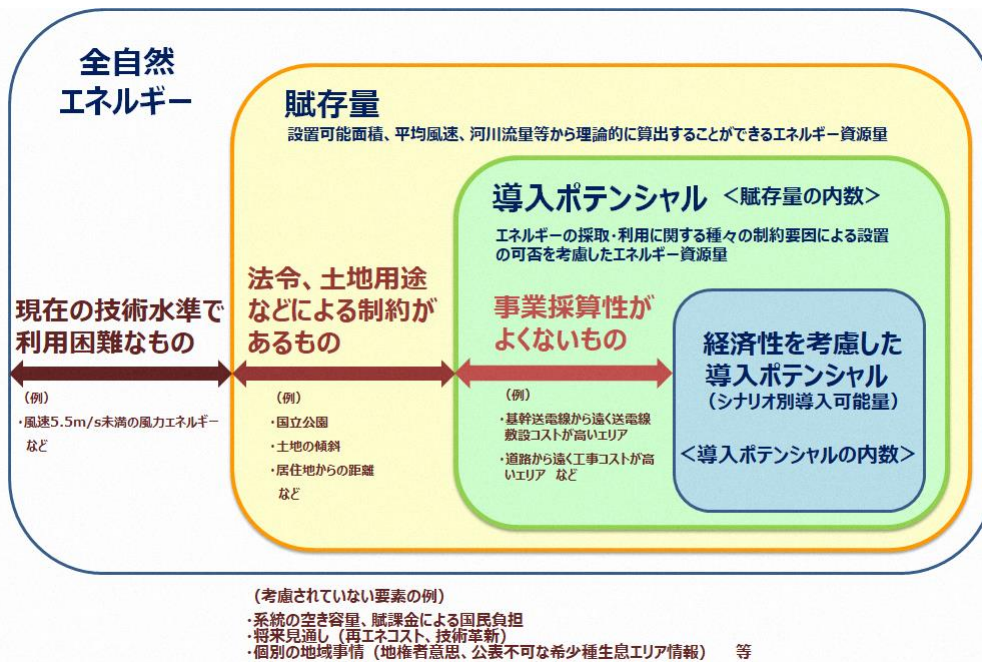 全自然
エネルギー
賦存量
設置可能面積、平均風速、河川流量等から理論的に算出することができるエネルギー資源量
導入ポテンシャル <賦存量の内数>
エネルギーの採取・利用に関する種々の制約要因による設置
の可否を考慮したエネルギー資源量
現在の技術水準で
利用困難なもの
(例)
・風速5.5m/s未満の風力エネルギー
など
法令、土地用途
などによる制約が
あるもの
(例)
・国立公園
・土地の傾斜
・居住地からの距離
など
事業採算性が
よくないもの
(例)
・基幹送電線から遠く送電線
敷設コストが高いエリア
・道路から遠く工事コストが高
いエリア など
経済性を考慮した
導入ポテンシャル
(シナリオ別導入可能量)
<導入ポテンシャルの内数>
(考慮されていない要素の例)
・系統の空き容量、賦課金による国民負担
・将来見通し(再エネコスト、技術革新)
・個別の地域事情(地権者意思、公表不可な希少種生息エリア情報) 等